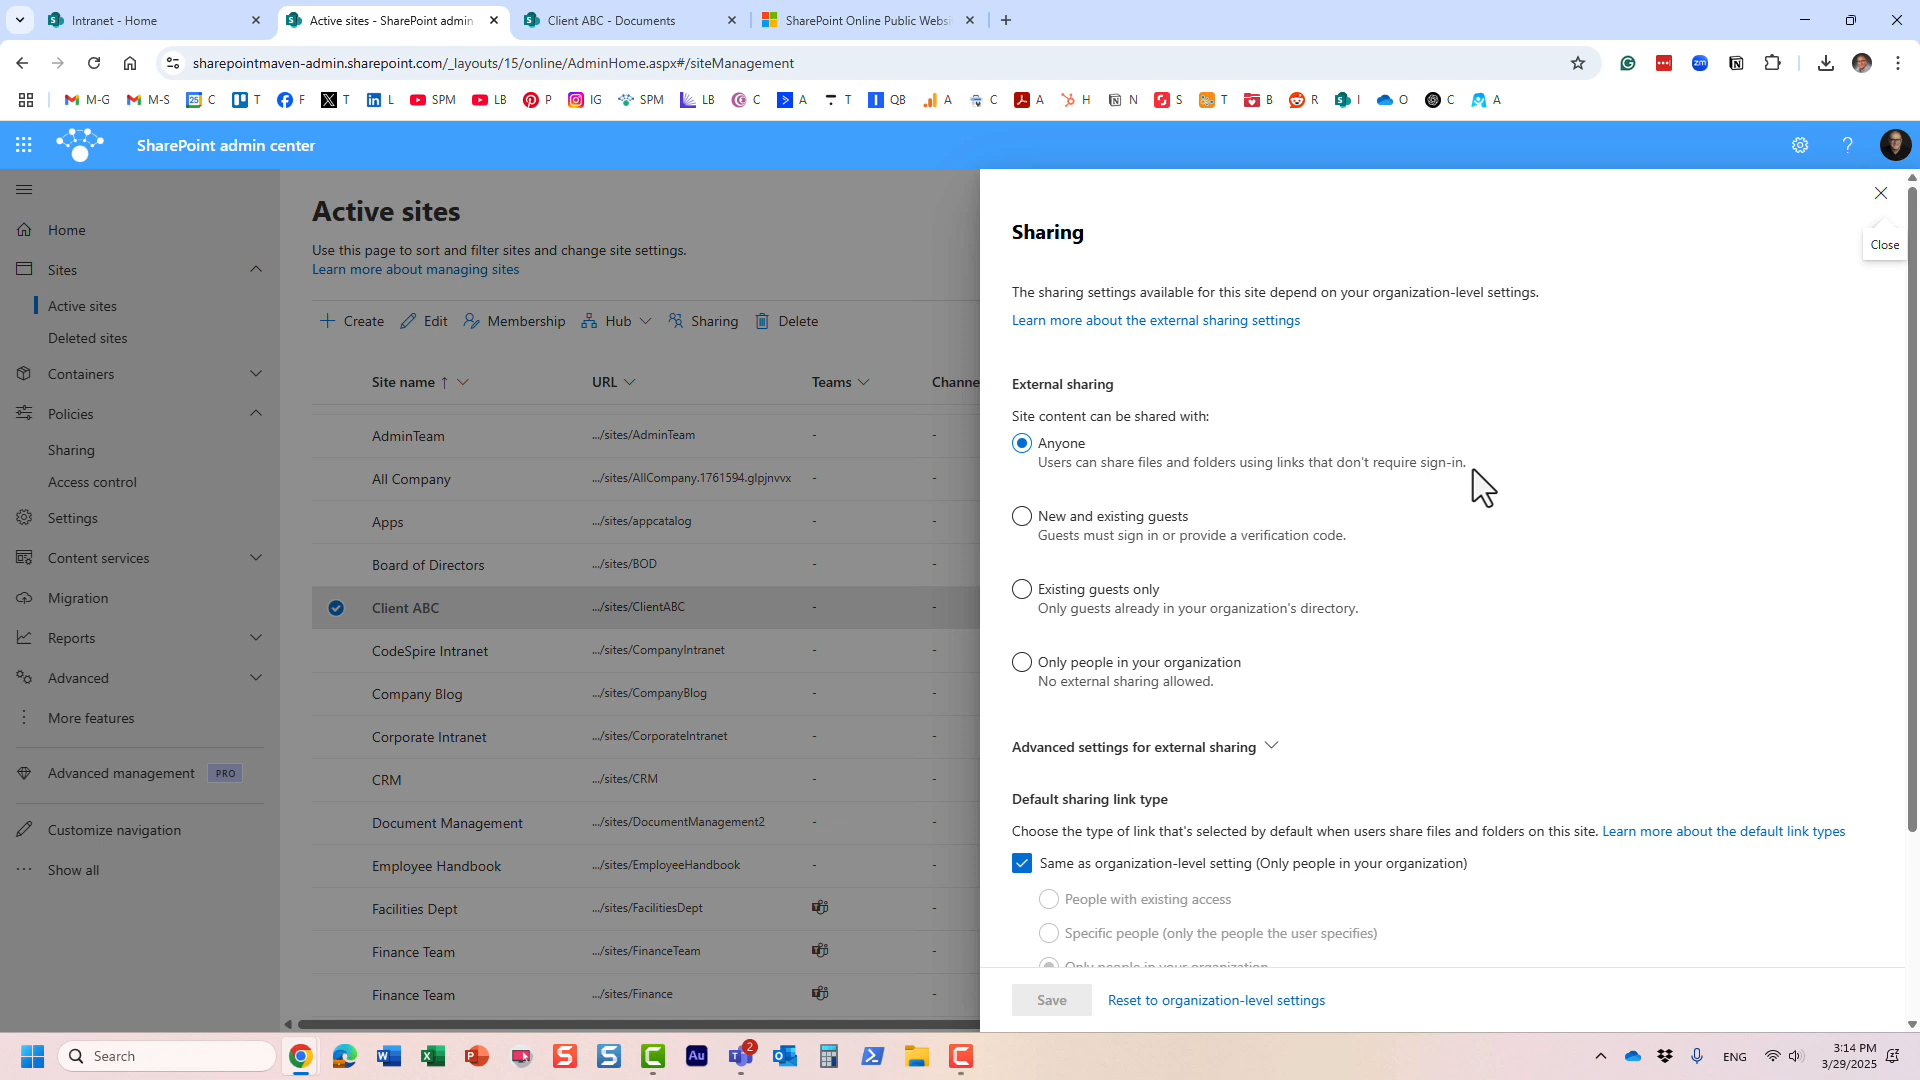 Intranet - Home
Active sites - SharePoint admin
Client ABC - Documents
SharePoint Online Public Websi
sharepointmaven-admin.sharepoint.com/_layouts/15/online/AdminHome.aspx#/siteManagement
M-G
M-S
C
T
F
T
L
SPM
LB
P
IG
SPM
LB
C
A
T
QB
A
C
A
H
N
S
T
B
R
I
O
C
A
SharePoint admin center
Home
Sites
Active sites
Deleted sites
Containers
Policies
Sharing
Access control
Settings
Content services
Migration
Reports
Advanced
More features
Advanced management PRO
Customize navigation
Show all
Active sites
Use this page to sort and filter sites and change site settings.
Learn more about managing sites
Create Edit Membership Hub Sharing Delete
Site name ↑ URL Teams Channe
AdminTeam .../sites/AdminTeam - -
All Company .../sites/AllCompany.1761594.glpjnvvx - -
Apps .../sites/appcatalog - -
Board of Directors .../sites/BOD - -
Client ABC .../sites/ClientABC - -
CodeSpire Intranet .../sites/CompanyIntranet - -
Company Blog .../sites/CompanyBlog - -
Corporate Intranet .../sites/CorporateIntranet - -
CRM .../sites/CRM - -
Document Management .../sites/DocumentManagement2 - -
Employee Handbook .../sites/EmployeeHandbook - -
Facilities Dept .../sites/FacilitiesDept -
Finance Team .../sites/FinanceTeam -
Finance Team .../sites/Finance -
Close
Sharing
The sharing settings available for this site depend on your organization-level settings.
Learn more about the external sharing settings
External sharing
Site content can be shared with:
Anyone
Users can share files and folders using links that don't require sign-in.
New and existing guests
Guests must sign in or provide a verification code.
Existing guests only
Only guests already in your organization's directory.
Only people in your organization
No external sharing allowed.
Advanced settings for external sharing
Default sharing link type
Choose the type of link that's selected by default when users share files and folders on this site. Learn more about the default link types
Same as organization-level setting (Only people in your organization)
People with existing access
Specific people (only the people the user specifies)
Only people in your organization
Save Reset to organization-level settings
Search
2
ENG
3:14 PM
3/29/2025